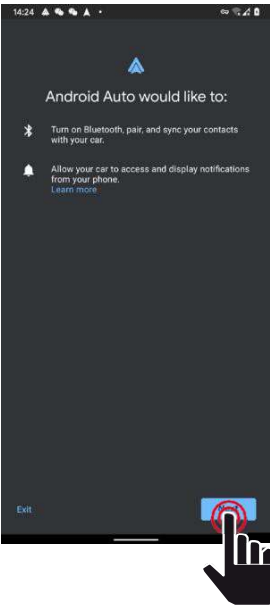 14:24
Android Auto would like to:
Turn on Bluetooth, pair, and sync your contacts
with your car.
Allow your car to access and display notifications
from your phone.
Learn more
Exit